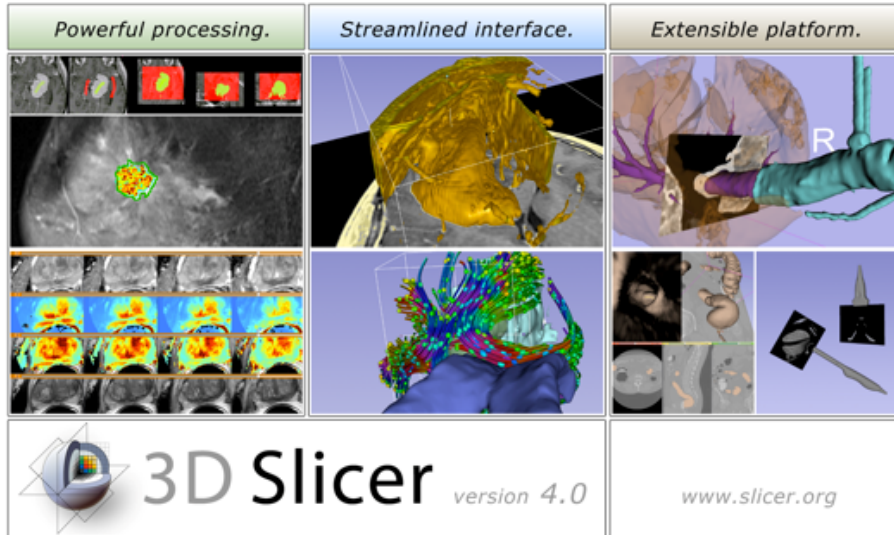 Powerful processing.
Streamlined interface.
Extensible platform.
R
3D Slicer version 4.0
www.slicer.org